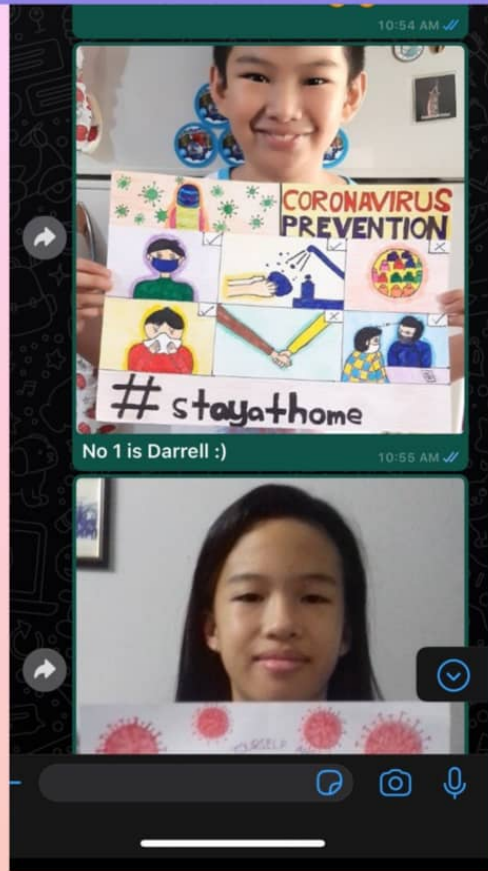 10:54 AM
CORONAVIRUS
PREVENTION
# stayathome
No 1 is Darrell :)
10:55 AM